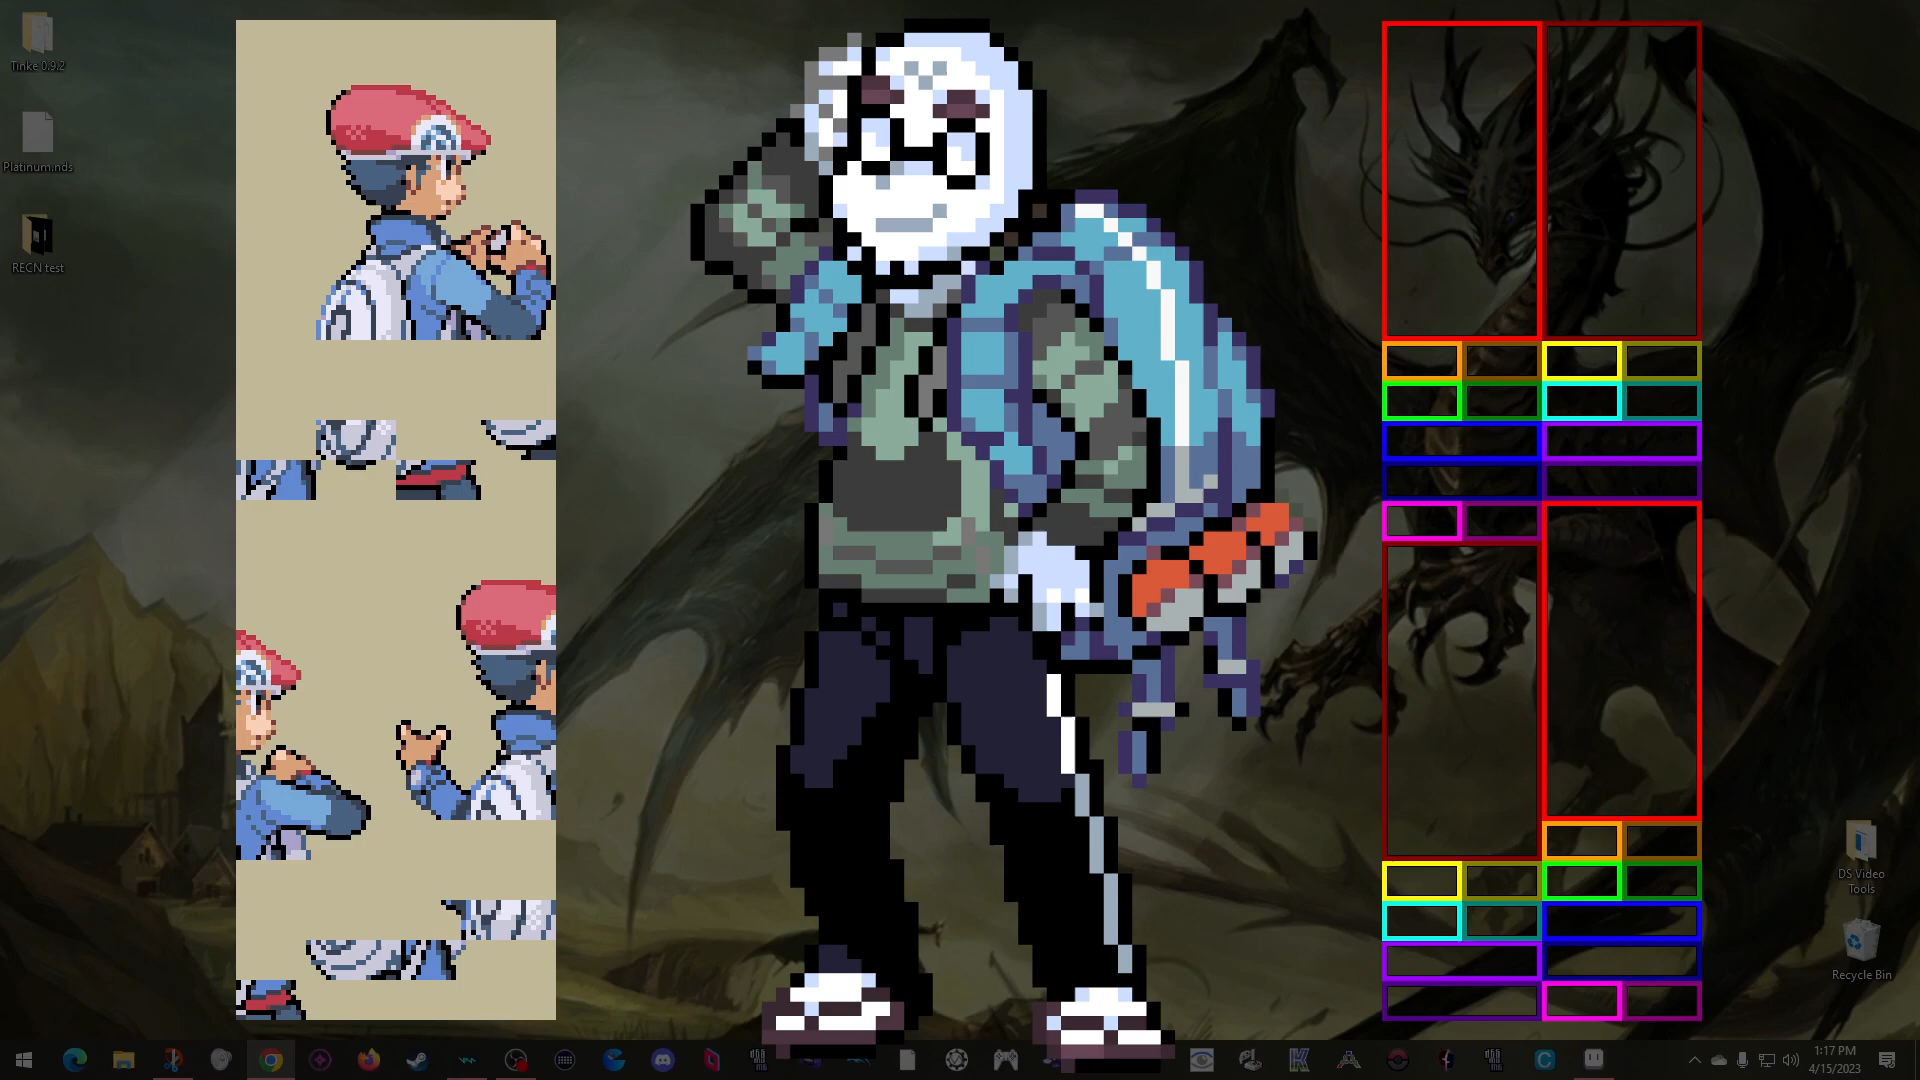 Tinke 0.9.2
Platinum.nds
RECN test
DS Video
Tools
Recycle Bin
1:17 PM
4/15/2023